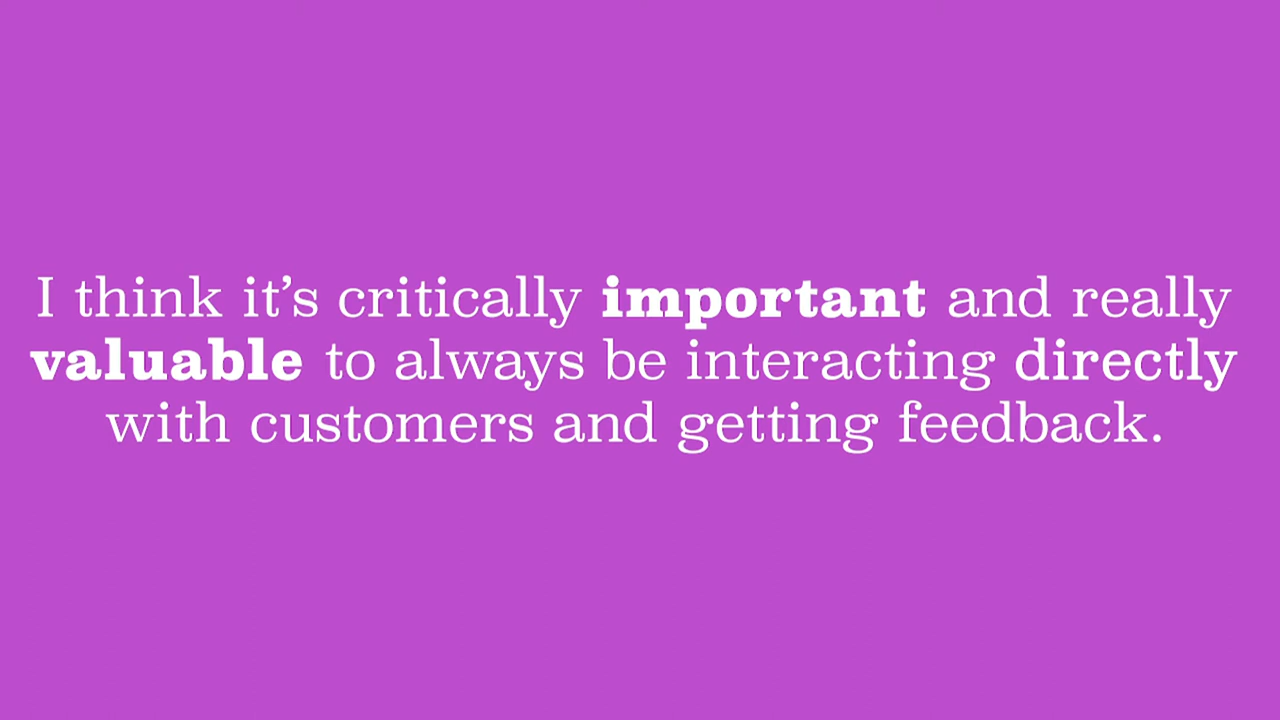 I think it’s critically important and really
valuable to always be interacting directly
with customers and getting feedback.